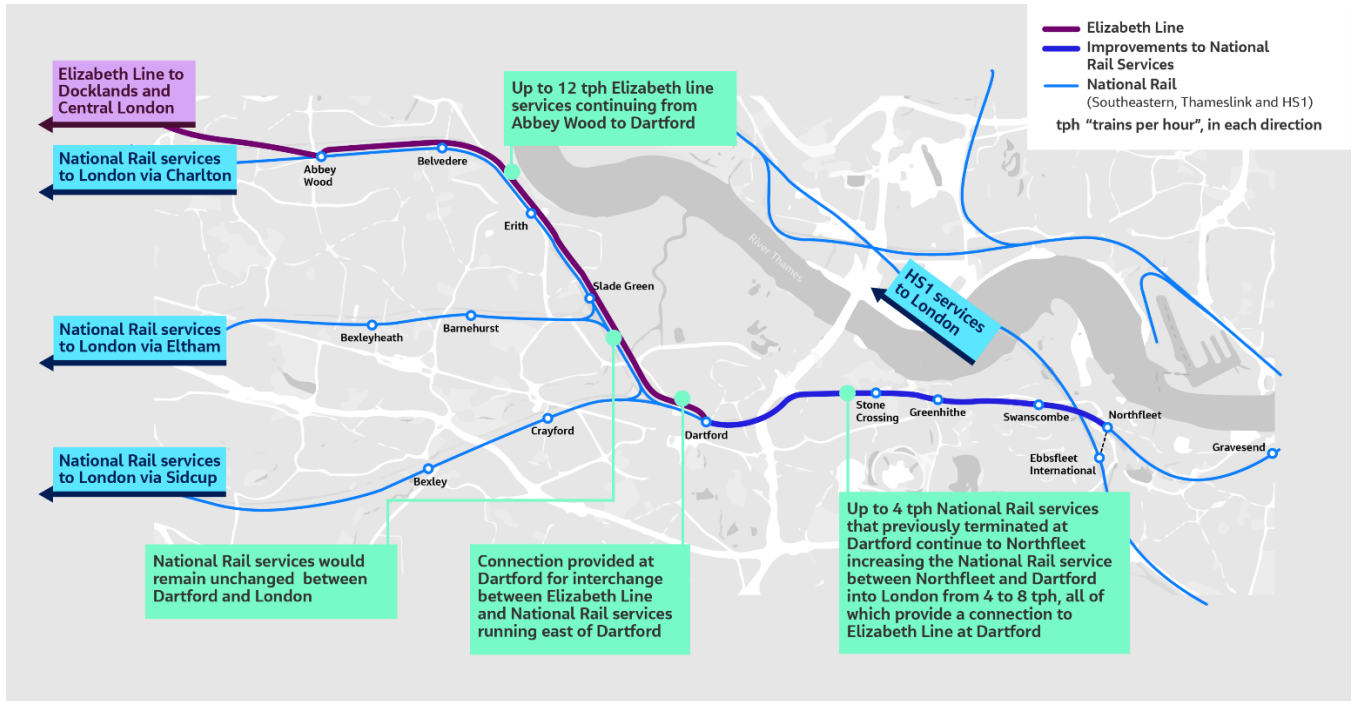 Elizabeth Line
Improvements to National
Rail Services
National Rail
(Southeastern, Thameslink and HS1)
tph “trains per hour”, in each direction
Elizabeth Line to
Docklands and
Central London
Up to 12 tph Elizabeth line
services continuing from
Abbey Wood to Dartford
National Rail services
to London via Charlton
Abbey
Wood
Belvedere
Erith
River Thames
Slade Green
HS1 services
to London
National Rail services
to London via Eltham
Bexleyheath
Barnehurst
Stone
Crossing
Greenhithe
Swanscombe
Northfleet
Crayford
Dartford
Ebbsfleet
International
Gravesend
National Rail services
to London via Sidcup
Bexley
National Rail services would
remain unchanged between
Dartford and London
Connection provided at
Dartford for interchange
between Elizabeth Line
and National Rail services
running east of Dartford
Up to 4 tph National Rail services
that previously terminated at
Dartford continue to Northfleet
increasing the National Rail service
between Northfleet and Dartford
into London from 4 to 8 tph, all of
which provide a connection to
Elizabeth Line at Dartford